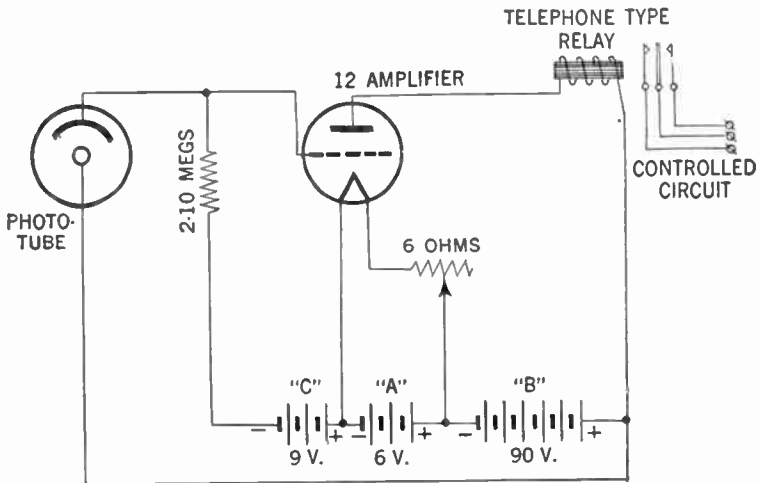 TELEPHONE TYPE
RELAY
12 AMPLIFIER
CONTROLLED
CIRCUIT
PHOTO-
TUBE
2-10 MEGS
6 OHMS
"C"
"A"
"B"
- + - + - +
9 V.
6 V.
90 V.